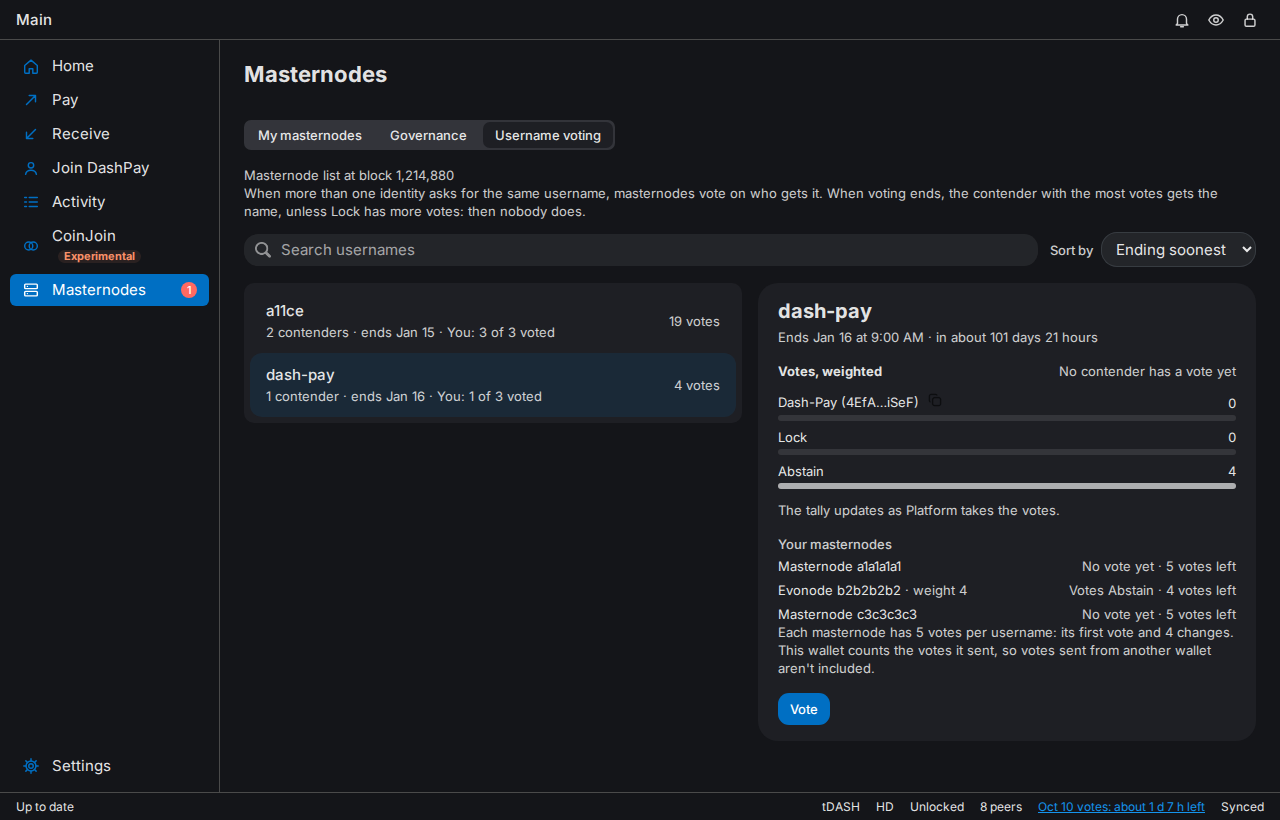 Main
Home
Pay
Receive
Join DashPay
Activity
CoinJoin
Experimental
Masternodes
1
Settings
Masternodes
My masternodes
Governance
Username voting
Masternode list at block 1,214,880
When more than one identity asks for the same username, masternodes vote on who gets it. When voting ends, the contender with the most votes gets the
name, unless Lock has more votes: then nobody does.
Search usernames
Sort by
Ending soonest
a11ce
2 contenders · ends Jan 15 · You: 3 of 3 voted
19 votes
dash-pay
1 contender · ends Jan 16 · You: 1 of 3 voted
4 votes
dash-pay
Ends Jan 16 at 9:00 AM · in about 101 days 21 hours
Votes, weighted
No contender has a vote yet
Dash-Pay (4EfA…iSeF)
0
Lock
0
Abstain
4
The tally updates as Platform takes the votes.
Your masternodes
Masternode a1a1a1a1
No vote yet · 5 votes left
Evonode b2b2b2b2 · weight 4
Votes Abstain · 4 votes left
Masternode c3c3c3c3
No vote yet · 5 votes left
Each masternode has 5 votes per username: its first vote and 4 changes.
This wallet counts the votes it sent, so votes sent from another wallet
aren't included.
Vote
Up to date
tDASH
HD
Unlocked
8 peers
Oct 10 votes: about 1 d 7 h left
Synced